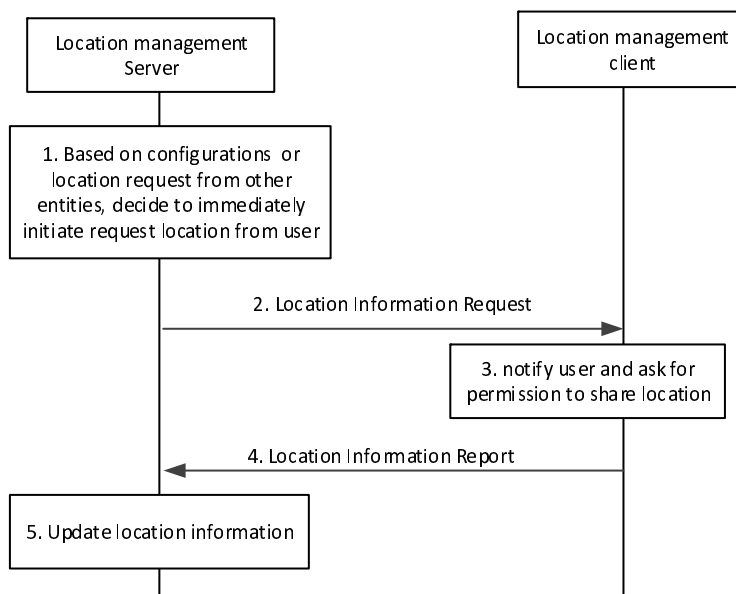 Location management
Server
Location management
client
1. Based on configurations or
location request from other
entities, decide to immediately
initiate request location from user
2. Location Information Request
3. notify user and ask for
permission to share location
4. Location Information Report
5. Update location information